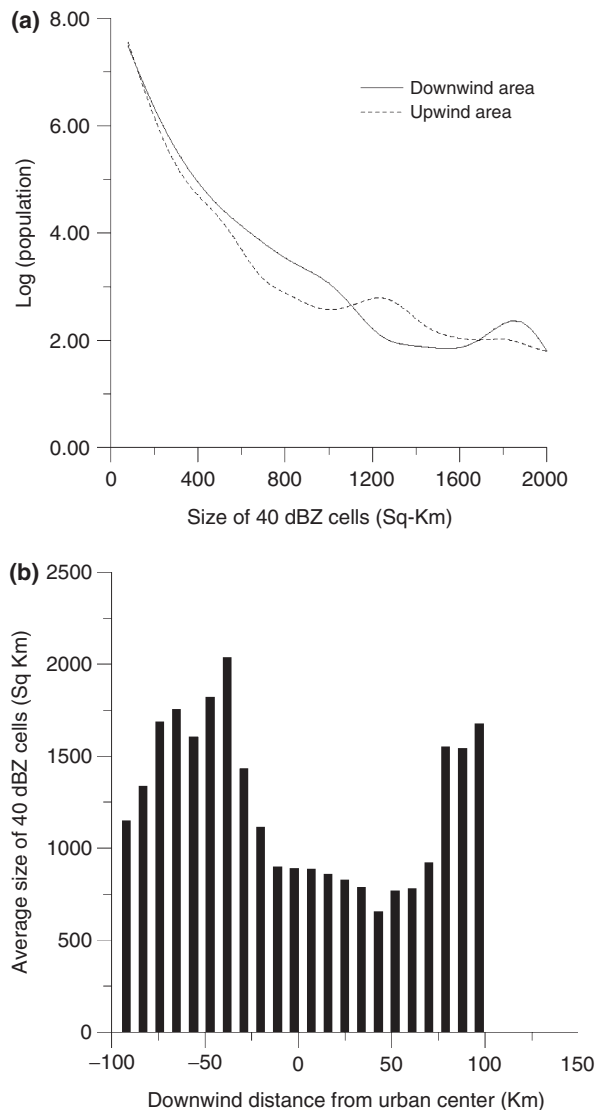 (a)
8.00
6.00
4.00
2.00
0.00
Log (population)
Downwind area
Upwind area
0 400 800 1200 1600 2000
Size of 40 dBZ cells (Sq-Km)
(b)
2500
2000
1500
1000
500
0
Average size of 40 dBZ cells (Sq Km)
−100 −50 0 50 100 150
Downwind distance from urban center (Km)